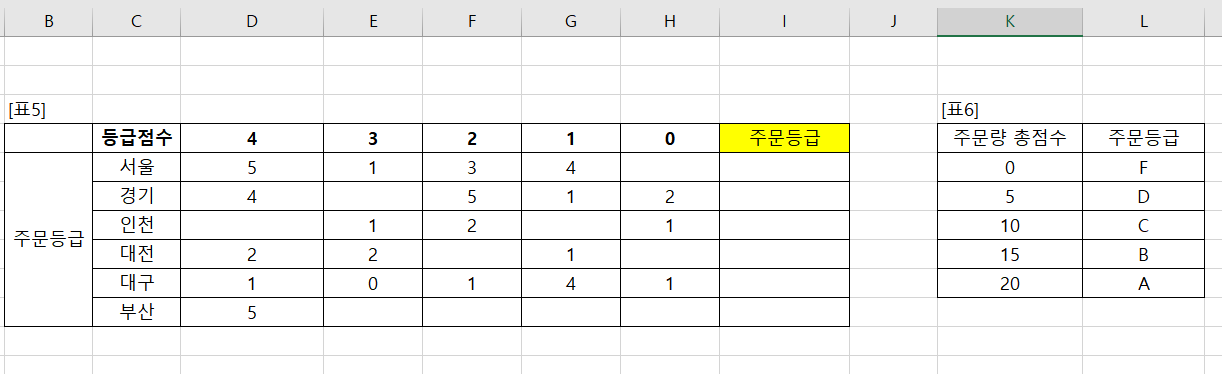 B C D E F G H I J K L
[표5] [표6]
등급점수 4 3 2 1 0 주문등급 주문량 총점수 주문등급
서울 5 1 3 4 0 F
경기 4 5 1 2 5 D
인천 1 2 1 10 C
주문등급
대전 2 2 1 15 B
대구 1 0 1 4 1 20 A
부산 5